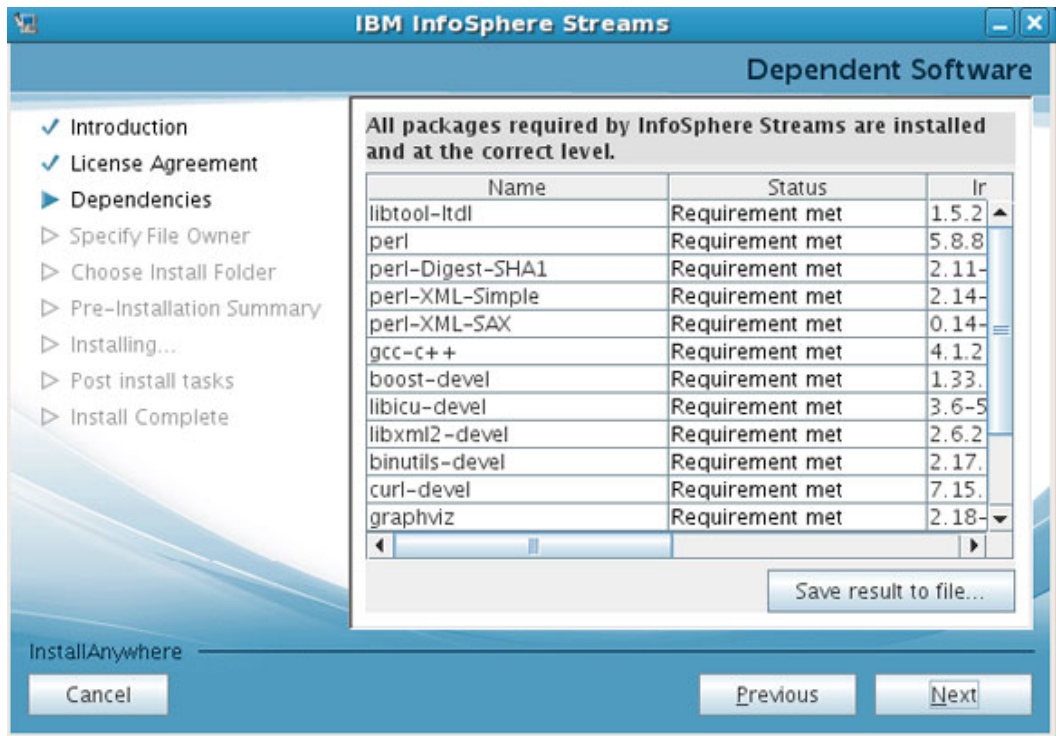 IBM InfoSphere Streams
Dependent Software
Introduction
License Agreement
Dependencies
Specify File Owner
Choose Install Folder
Pre-Installation Summary
Installing...
Post install tasks
Install Complete
All packages required by InfoSphere Streams are installed
and at the correct level.
Name Status Ir
libtool-ltdl Requirement met 1.5.2
perl Requirement met 5.8.8
perl-Digest-SHA1 Requirement met 2.11-
perl-XML-Simple Requirement met 2.14-
perl-XML-SAX Requirement met 0.14-
gcc-c++ Requirement met 4.1.2
boost-devel Requirement met 1.33.
libicu-devel Requirement met 3.6-5
libxml2-devel Requirement met 2.6.2
binutils-devel Requirement met 2.17.
curl-devel Requirement met 7.15.
graphviz Requirement met 2.18-
Save result to file...
InstallAnywhere
Cancel Previous Next